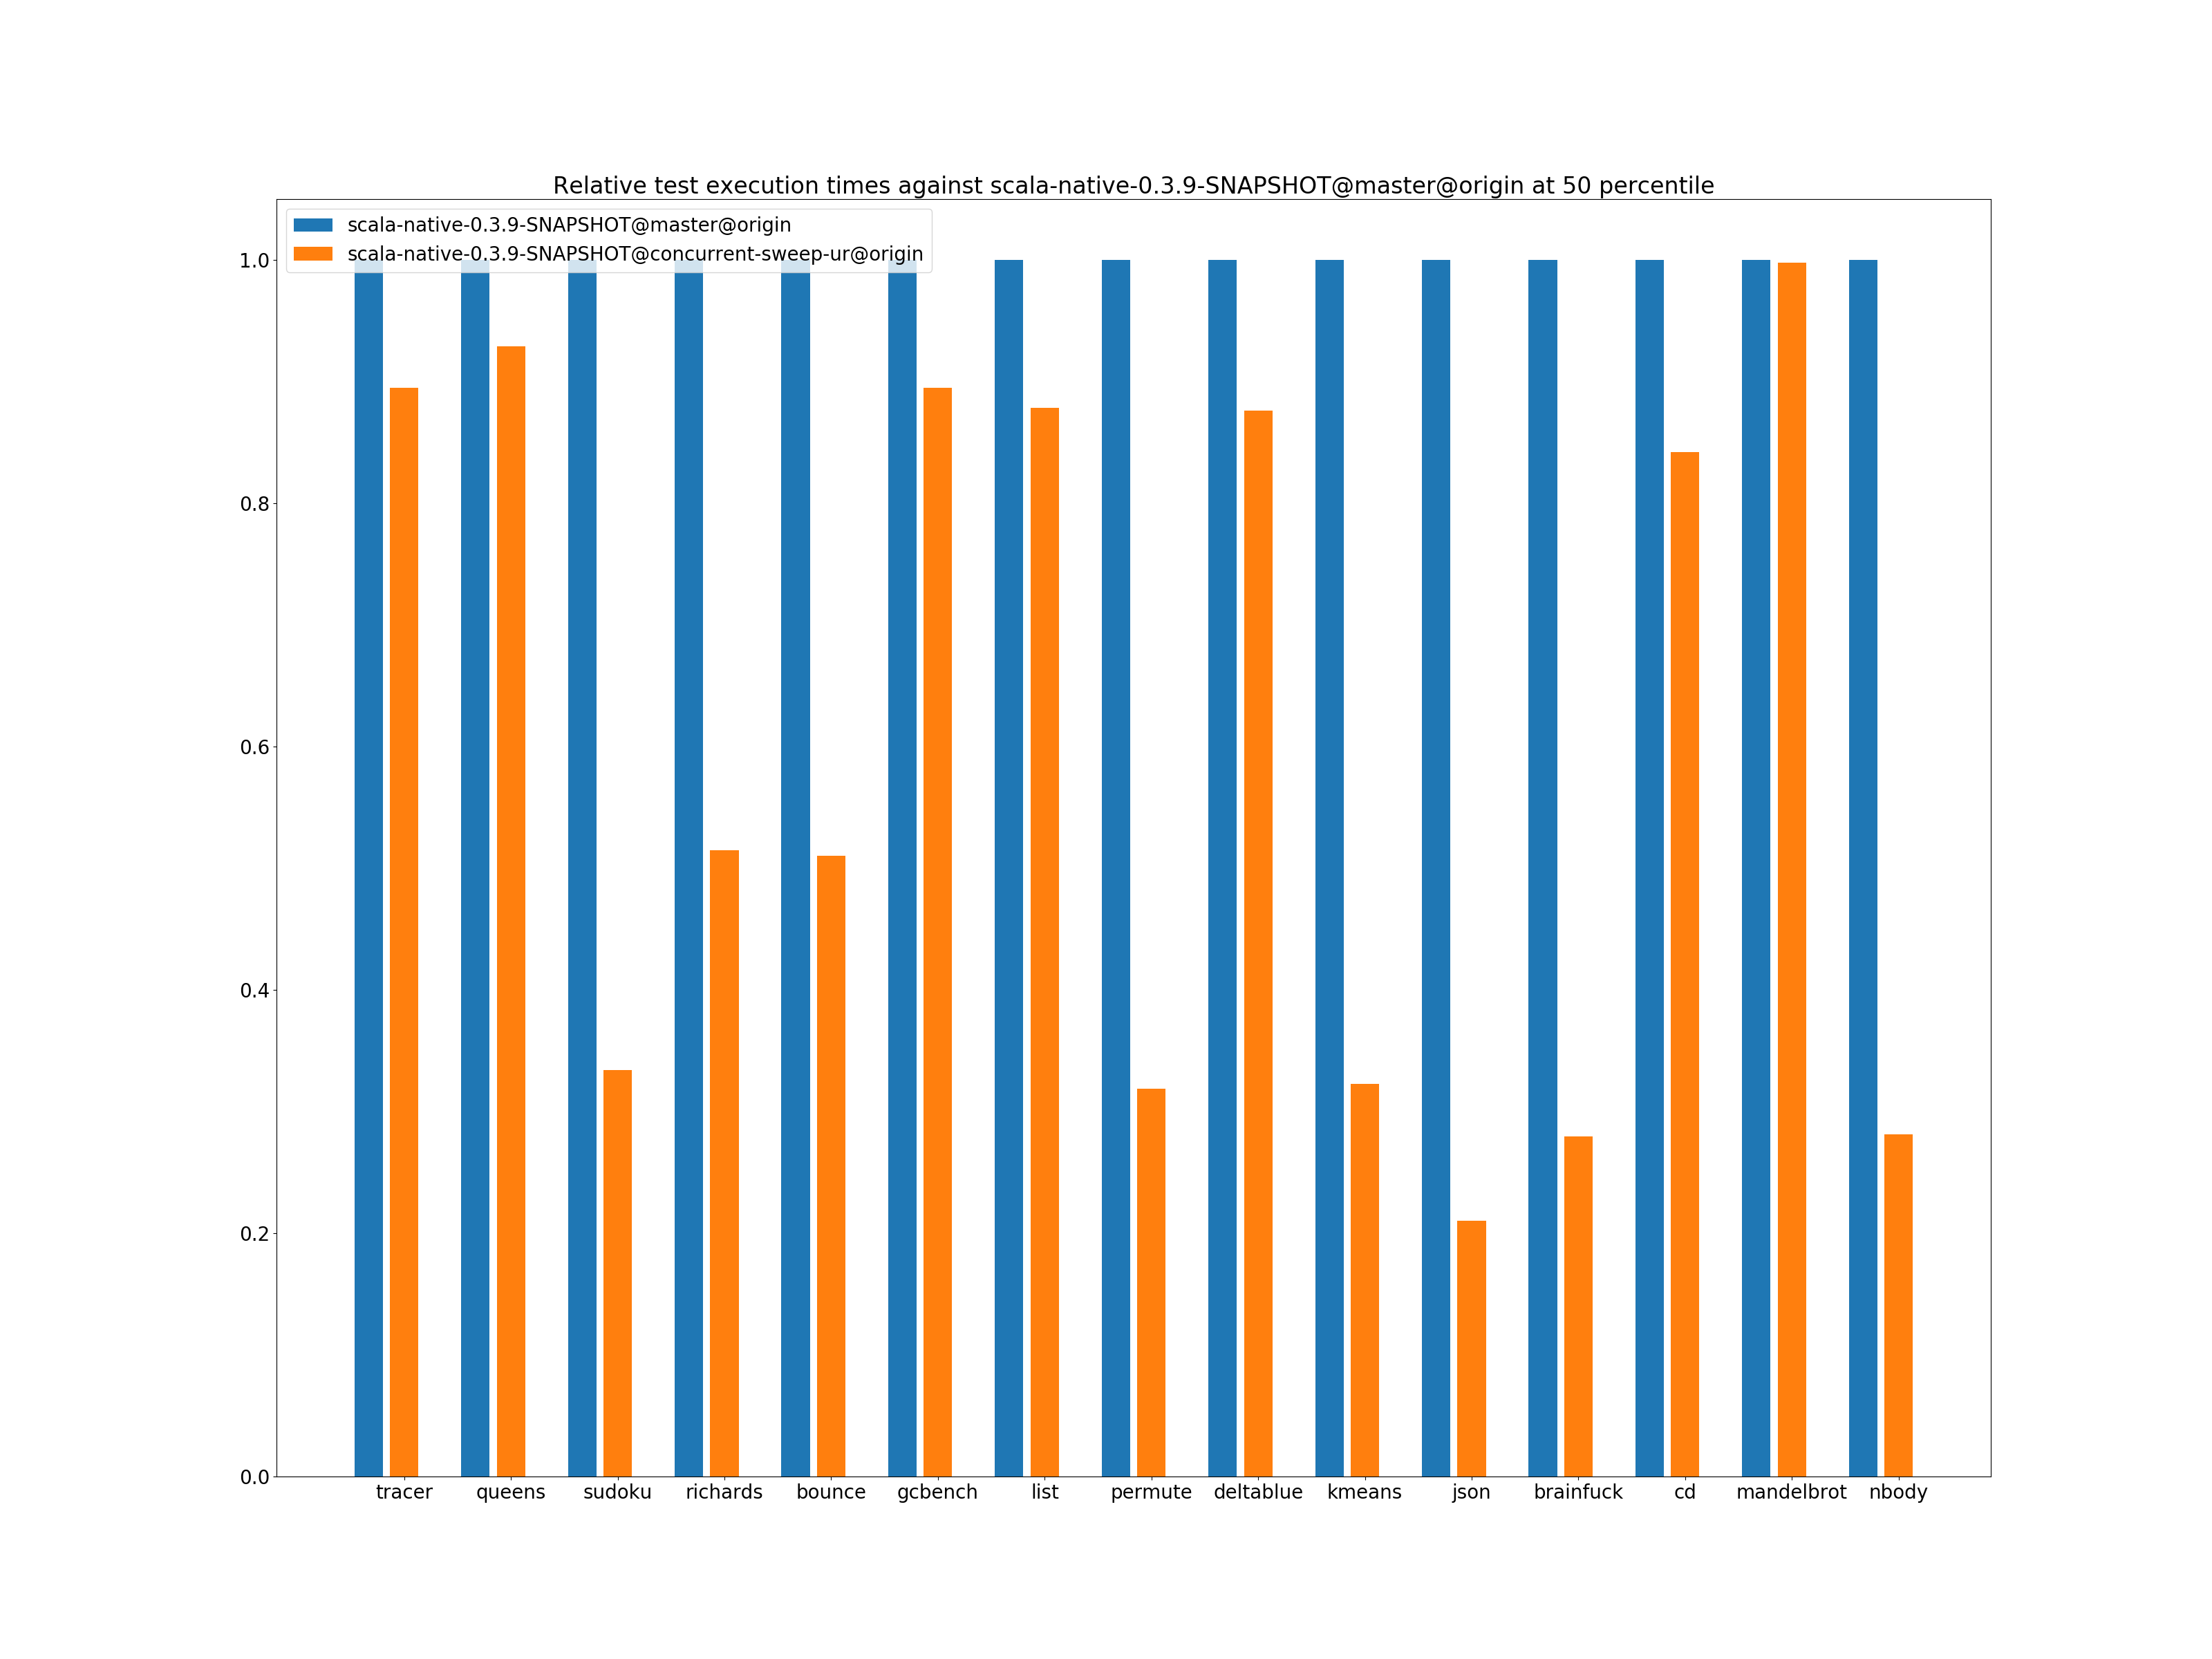 Relative test execution times against scala-native-0.3.9-SNAPSHOT@master@origin at 50 percentile
scala-native-0.3.9-SNAPSHOT@master@origin
scala-native-0.3.9-SNAPSHOT@concurrent-sweep-ur@origin
1.0
0.8
0.6
0.4
0.2
0.0
tracer queens sudoku richards bounce gcbench list permute deltablue kmeans json brainfuck cd mandelbrot nbody